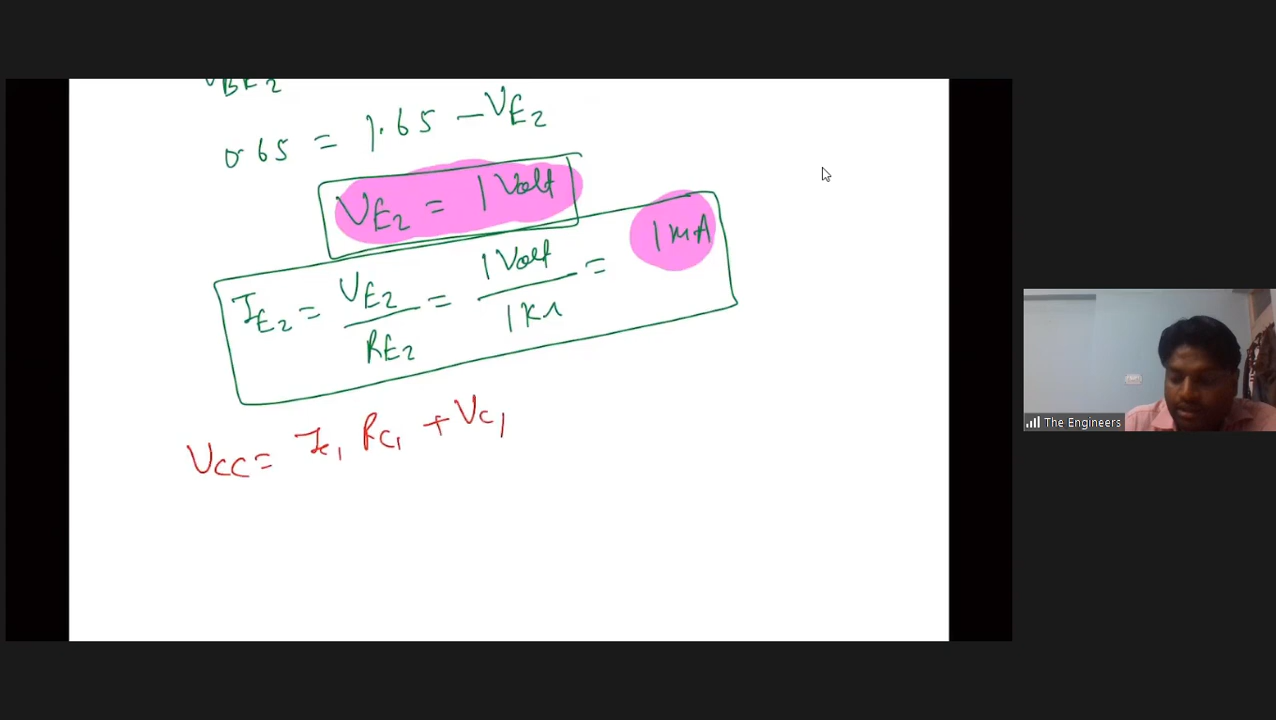 VBE2
0.65 = 1.65 - VE2
VE2 = 1 Volt
IE2 = VE2 / RE2 = 1 Volt / 1 KΩ = 1 mA
VCC = IC1 RC1 + VC1
The Engineers